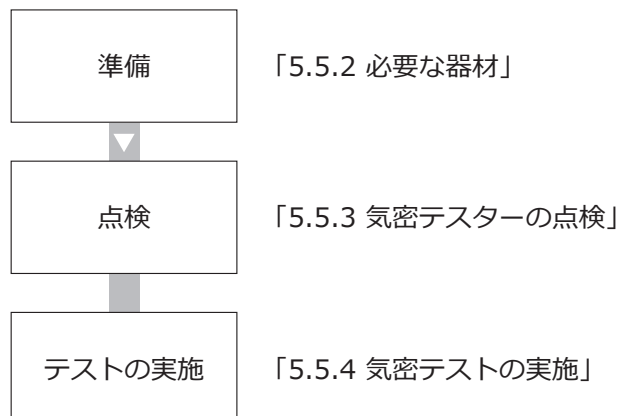 準備 「5.5.2 必要な器材」
点検 「5.5.3 気密テスターの点検」
テストの実施 「5.5.4 気密テストの実施」